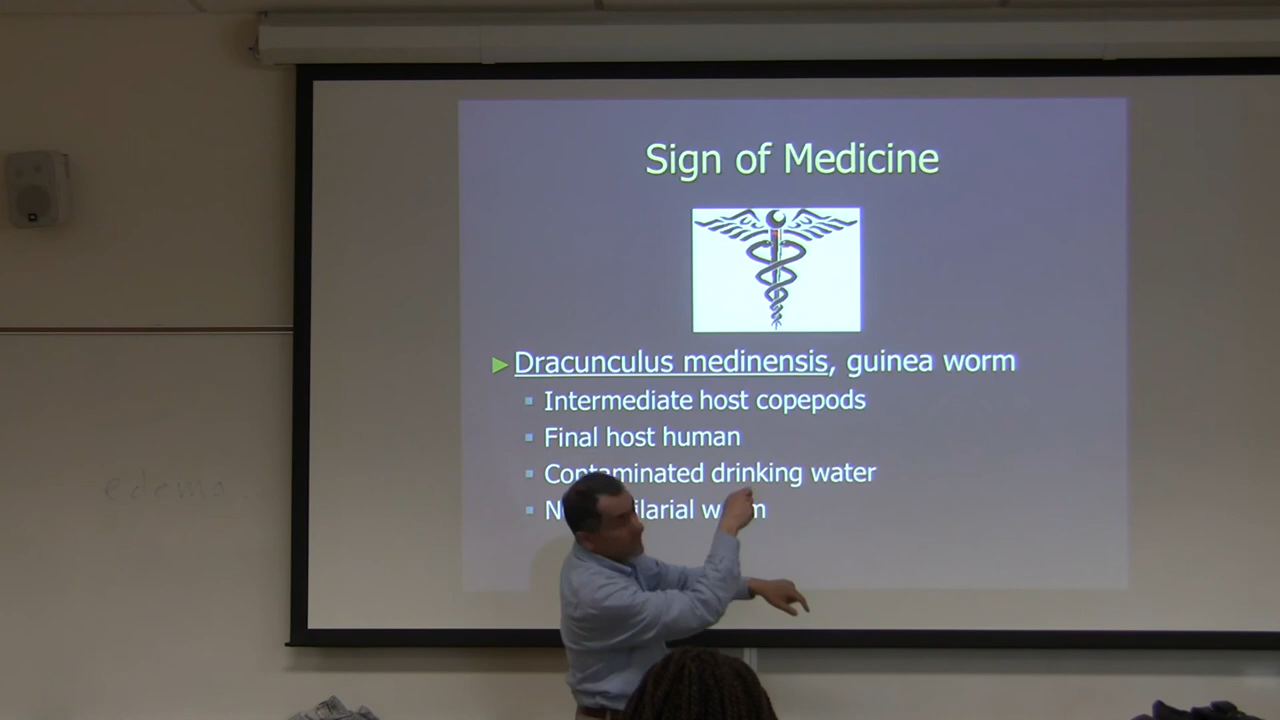 Sign of Medicine
▶ Dracunculus medinensis, guinea worm
▪ Intermediate host copepods
▪ Final host human
▪ Contaminated drinking water
edema